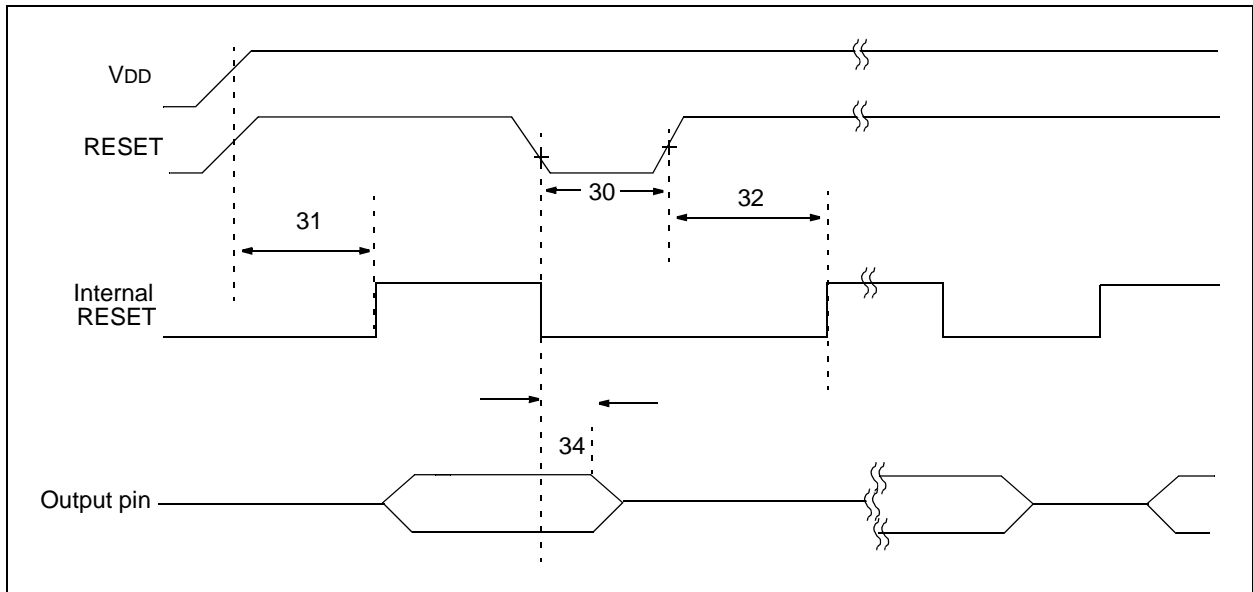 VDD
RESET
30
32
31
Internal
RESET
34
Output pin